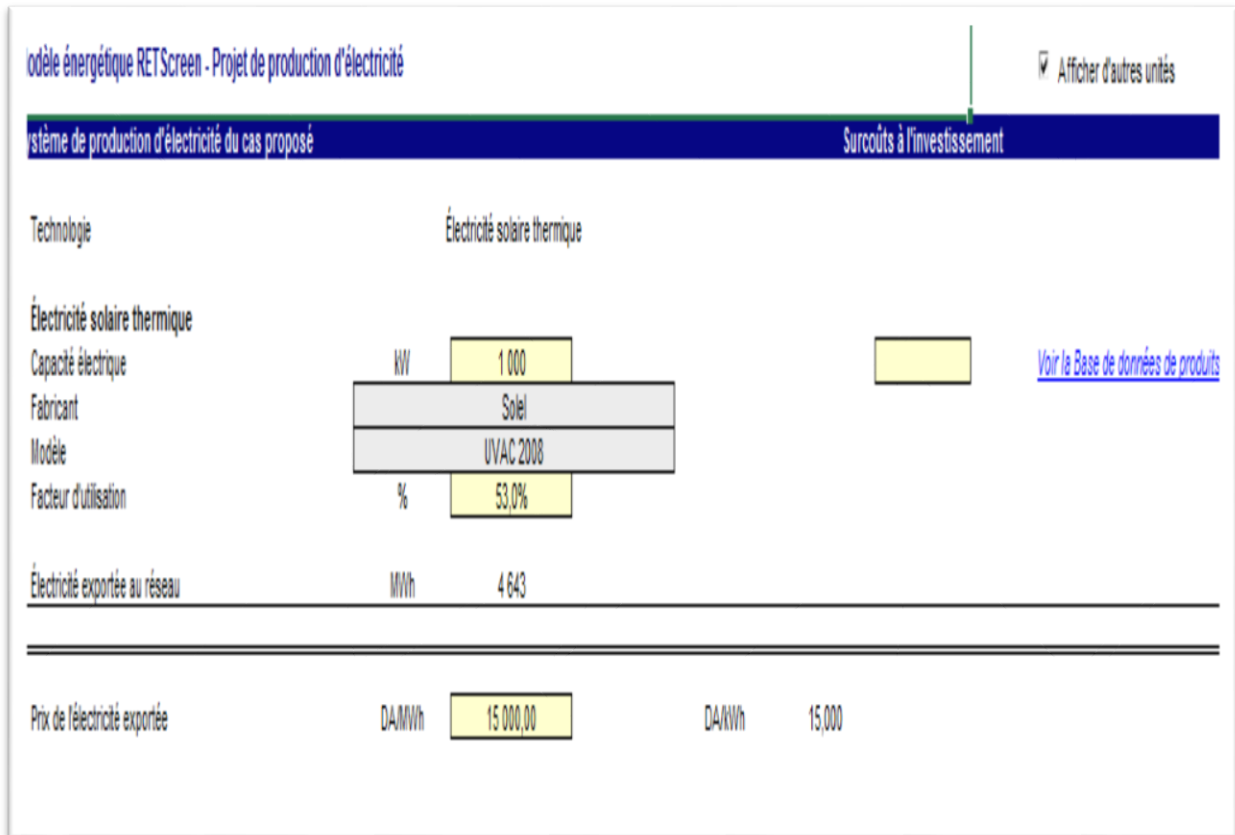 odèle énergétique RETScreen - Projet de production d'électricité
Afficher d'autres unités
ystème de production d'électricité du cas proposé Surcoûts à l'investissement
Technologie Électricité solaire thermique
Électricité solaire thermique
Capacité électrique kW 1 000 Voir la Base de données de produits
Fabricant Solel
Modèle UVAC 2008
Facteur d'utilisation % 53,0%
Électricité exportée au réseau MWh 4 643
Prix de l'électricité exportée DA/MWh 15 000,00 DA/kWh 15,000